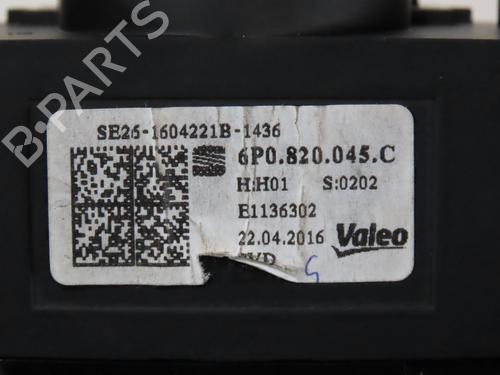 SE26-1604221B-1436
6P0.820.045.C
H:H01 S:0202
E1136302
22.04.2016 Valeo
B-PARTS